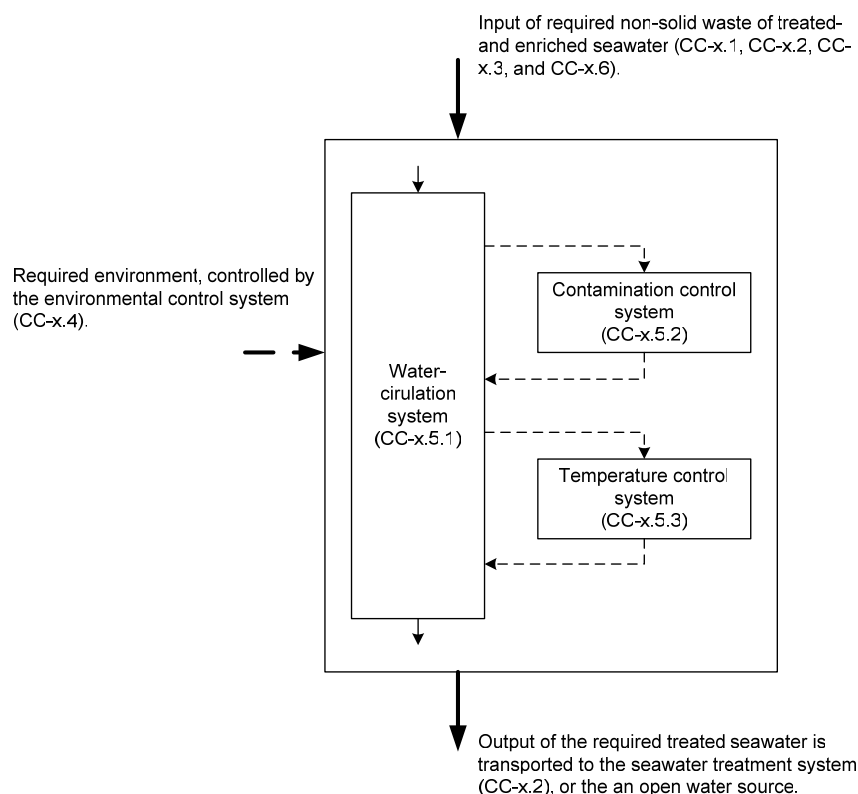 Input of required non-solid waste of treated-
and enriched seawater (CC-x.1, CC-x.2, CC-
x.3, and CC-x.6).
Required environment, controlled by
the environmental control system
(CC-x.4).
Contamination control
system
(CC-x.5.2)
Water-
cirulation
system
(CC-x.5.1)
Temperature control
system
(CC-x.5.3)
Output of the required treated seawater is
transported to the seawater treatment system
(CC-x.2), or the an open water source.